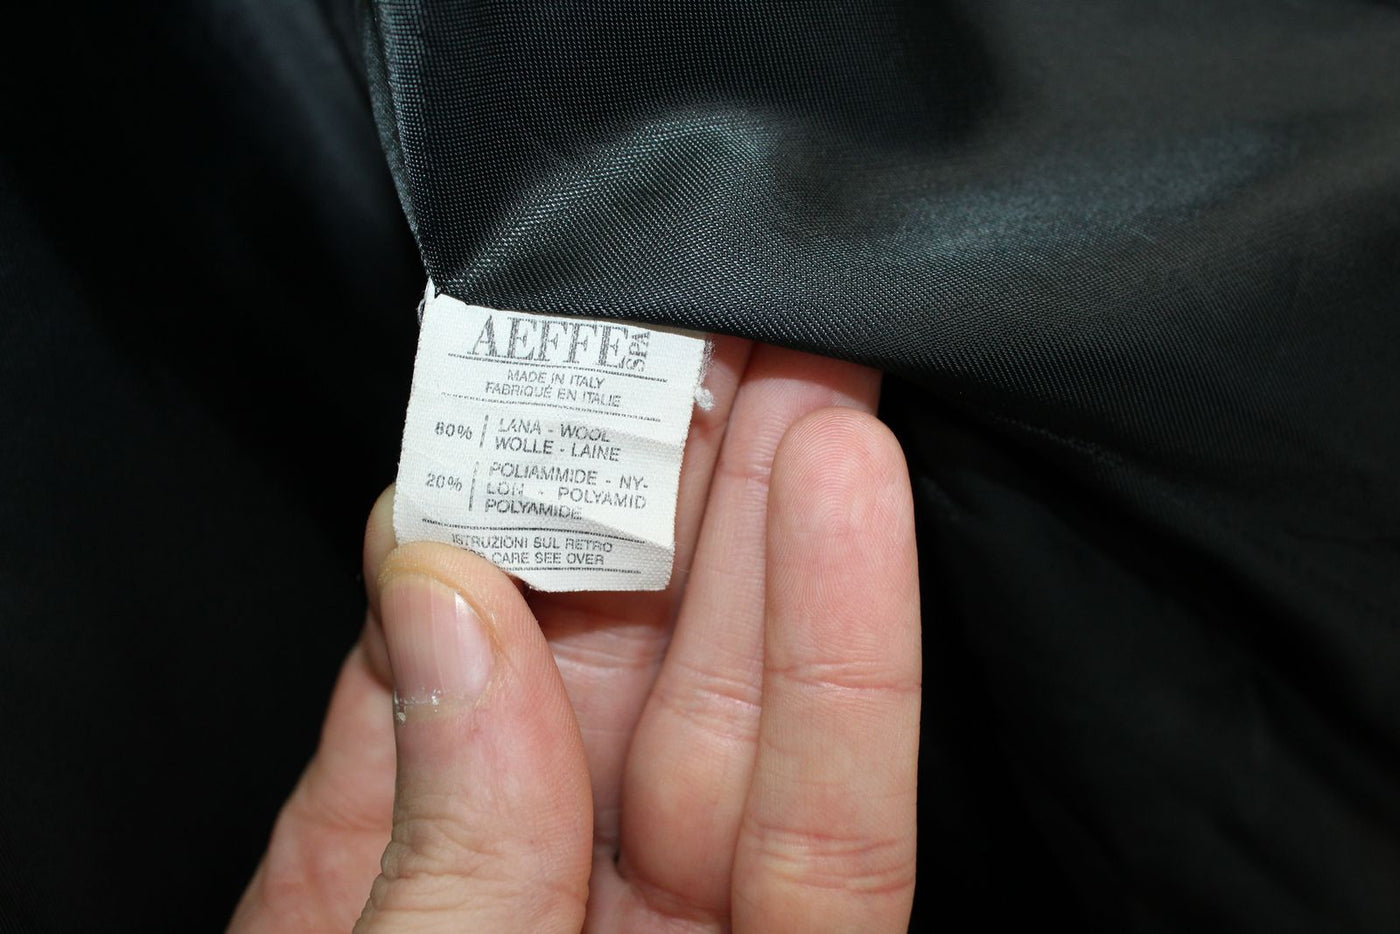 AEFFE SPA
MADE IN ITALY
FABRIQUÉ EN ITALIE
80% LANA - WOOL
WOLLE - LAINE
20% POLIAMMIDE - NY-
LON - POLYAMID
POLYAMIDE
ISTRUZIONI SUL RETRO
CARE SEE OVER